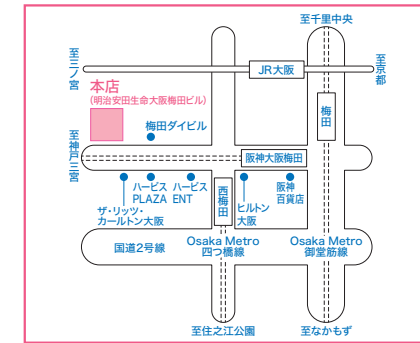 至千里中央
至三ノ宮
JR大阪
至京都
本店
(明治安田生命大阪梅田ビル)
梅田
梅田ダイビル
至神戸三宮
阪神大阪梅田
ハービス
PLAZA
ハービス
ENT
西梅田
ヒルトン
大阪
阪神
百貨店
ザ・リッツ・
カールトン大阪
国道2号線
Osaka Metro
四つ橋線
Osaka Metro
御堂筋線
至住之江公園
至なかもず